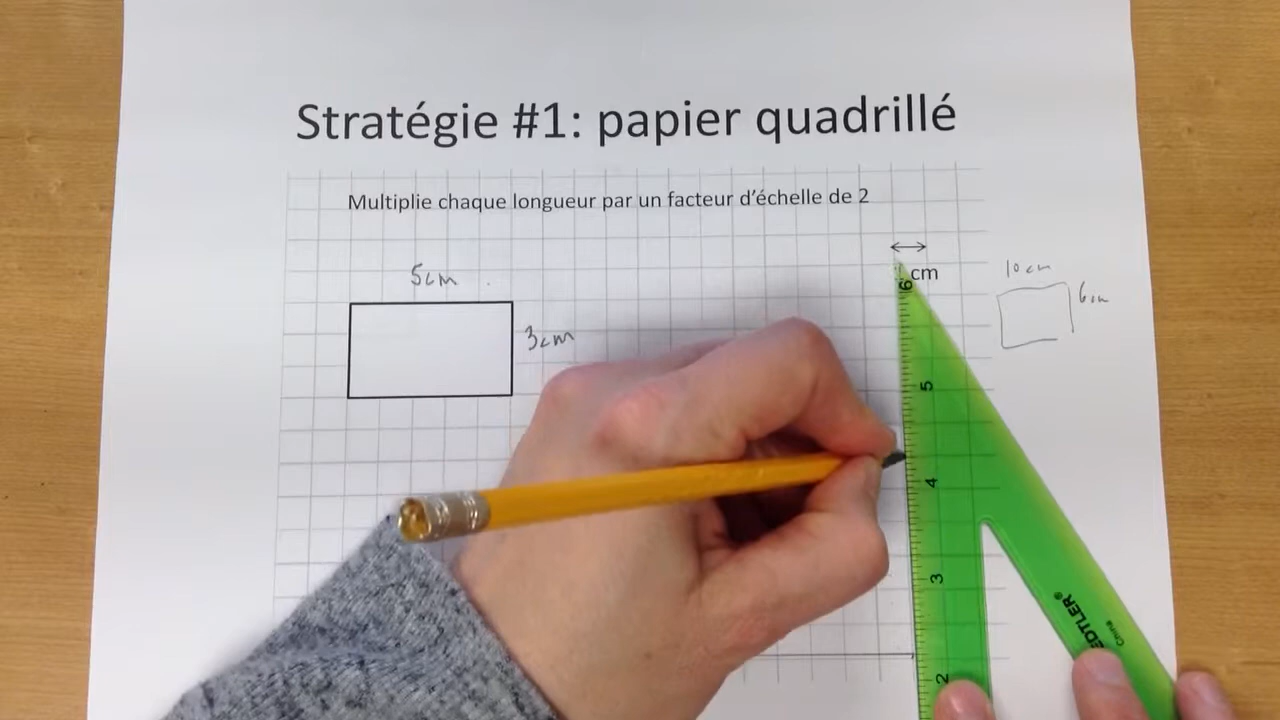 Stratégie #1: papier quadrillé
Multiplie chaque longueur par un facteur d’échelle de 2
5cm
3cm
cm
10cm
6cm
6
5
4
3
2
China